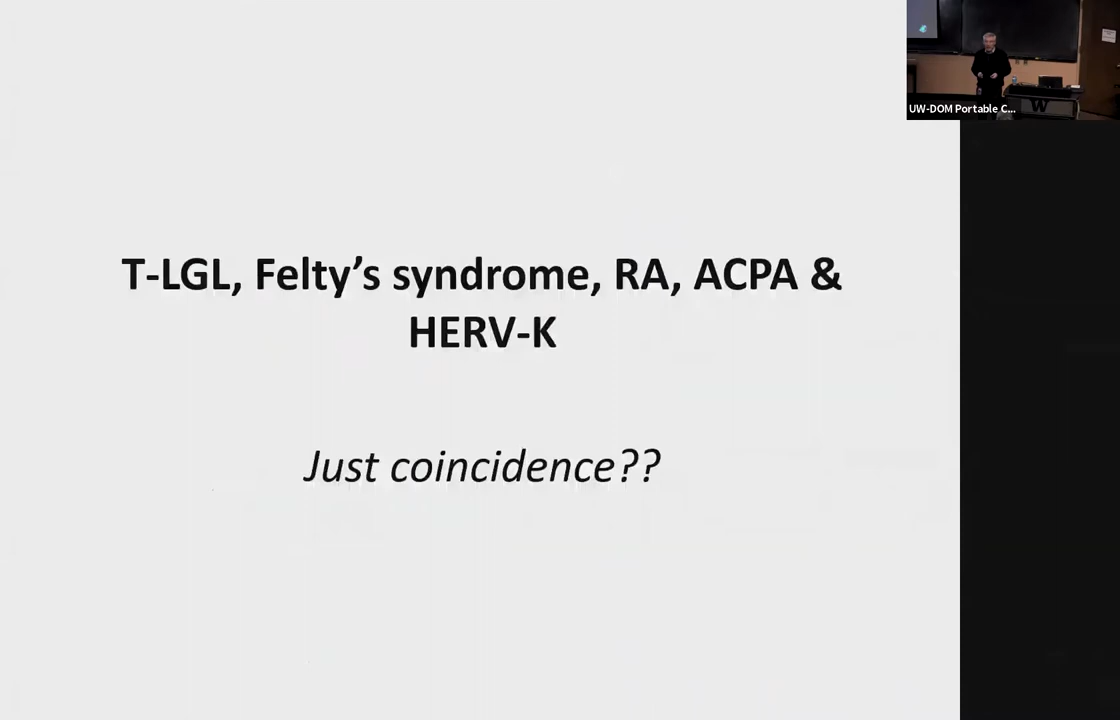 UW-DOM Portable C...
T-LGL, Felty's syndrome, RA, ACPA &
HERV-K
Just coincidence??
W